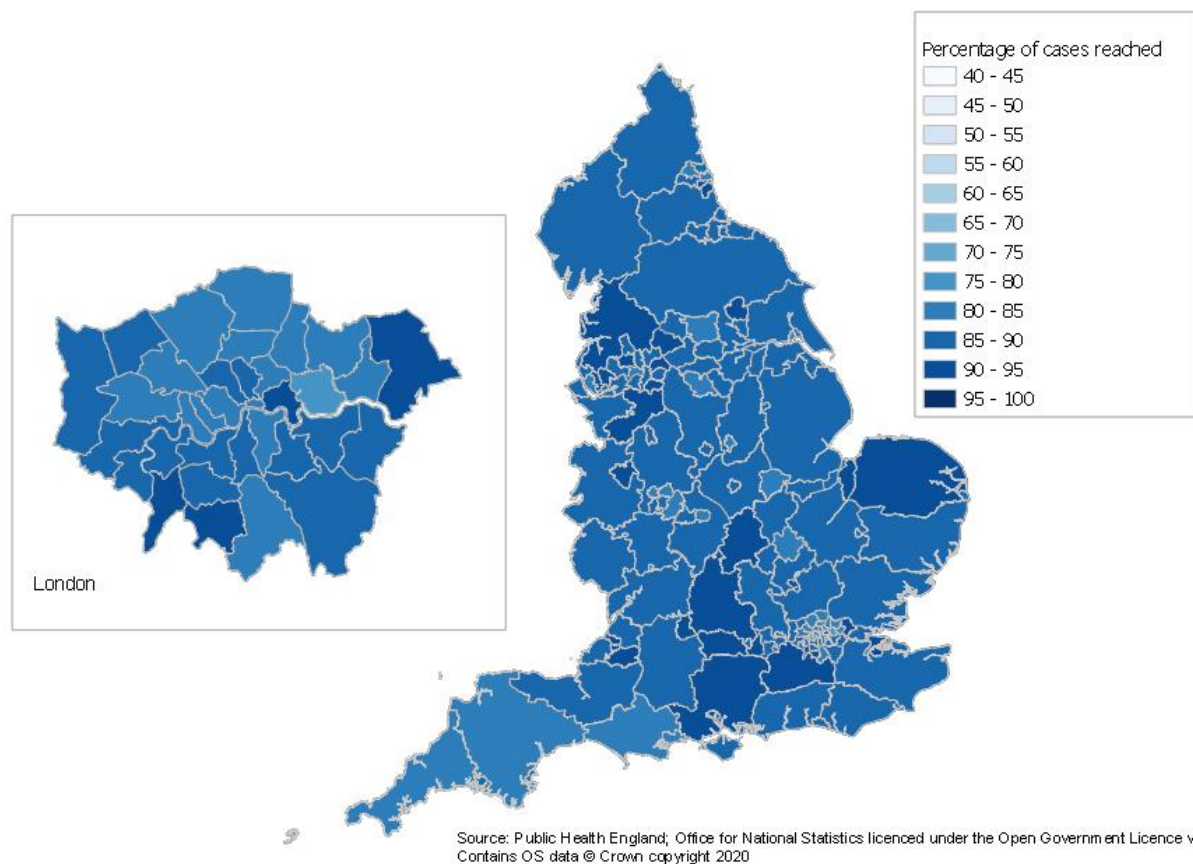 Percentage of cases reached
40 - 45
45 - 50
50 - 55
55 - 60
60 - 65
65 - 70
70 - 75
75 - 80
80 - 85
85 - 90
90 - 95
95 - 100
London
Source: Public Health England; Office for National Statistics licenced under the Open Government Licence v
Contains OS data © Crown copyright 2020